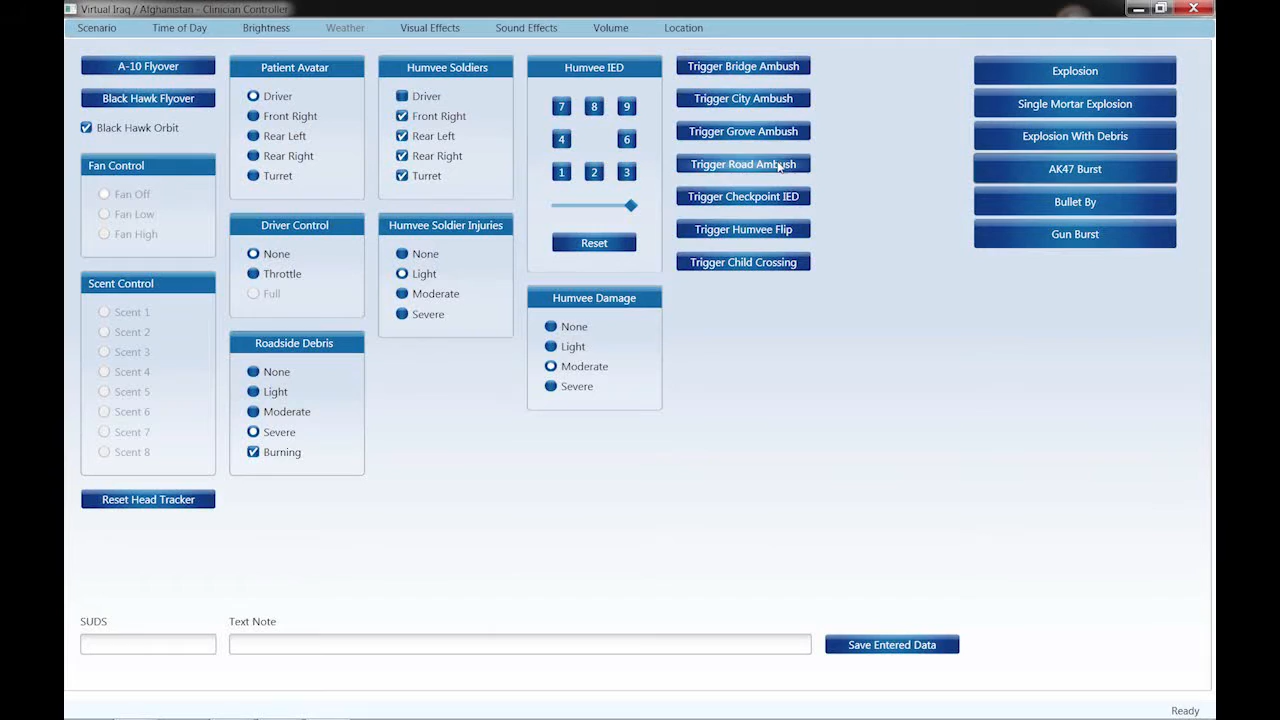 Virtual Iraq / Afghanistan - Clinician Controller
Scenario Time of Day Brightness Weather Visual Effects Sound Effects Volume Location
A-10 Flyover
Black Hawk Flyover
Black Hawk Orbit
Fan Control
Fan Off
Fan Low
Fan High
Scent Control
Scent 1
Scent 2
Scent 3
Scent 4
Scent 5
Scent 6
Scent 7
Scent 8
Reset Head Tracker
Patient Avatar
Driver
Front Right
Rear Left
Rear Right
Turret
Driver Control
None
Throttle
Full
Roadside Debris
None
Light
Moderate
Severe
Burning
Humvee Soldiers
Driver
Front Right
Rear Left
Rear Right
Turret
Humvee Soldier Injuries
None
Light
Moderate
Severe
Humvee IED
7 8 9
4 6
1 2 3
Reset
Humvee Damage
None
Light
Moderate
Severe
Trigger Bridge Ambush
Trigger City Ambush
Trigger Grove Ambush
Trigger Road Ambush
Trigger Checkpoint IED
Trigger Humvee Flip
Trigger Child Crossing
Explosion
Single Mortar Explosion
Explosion With Debris
AK47 Burst
Bullet By
Gun Burst
SUDS
Text Note
Save Entered Data
Ready